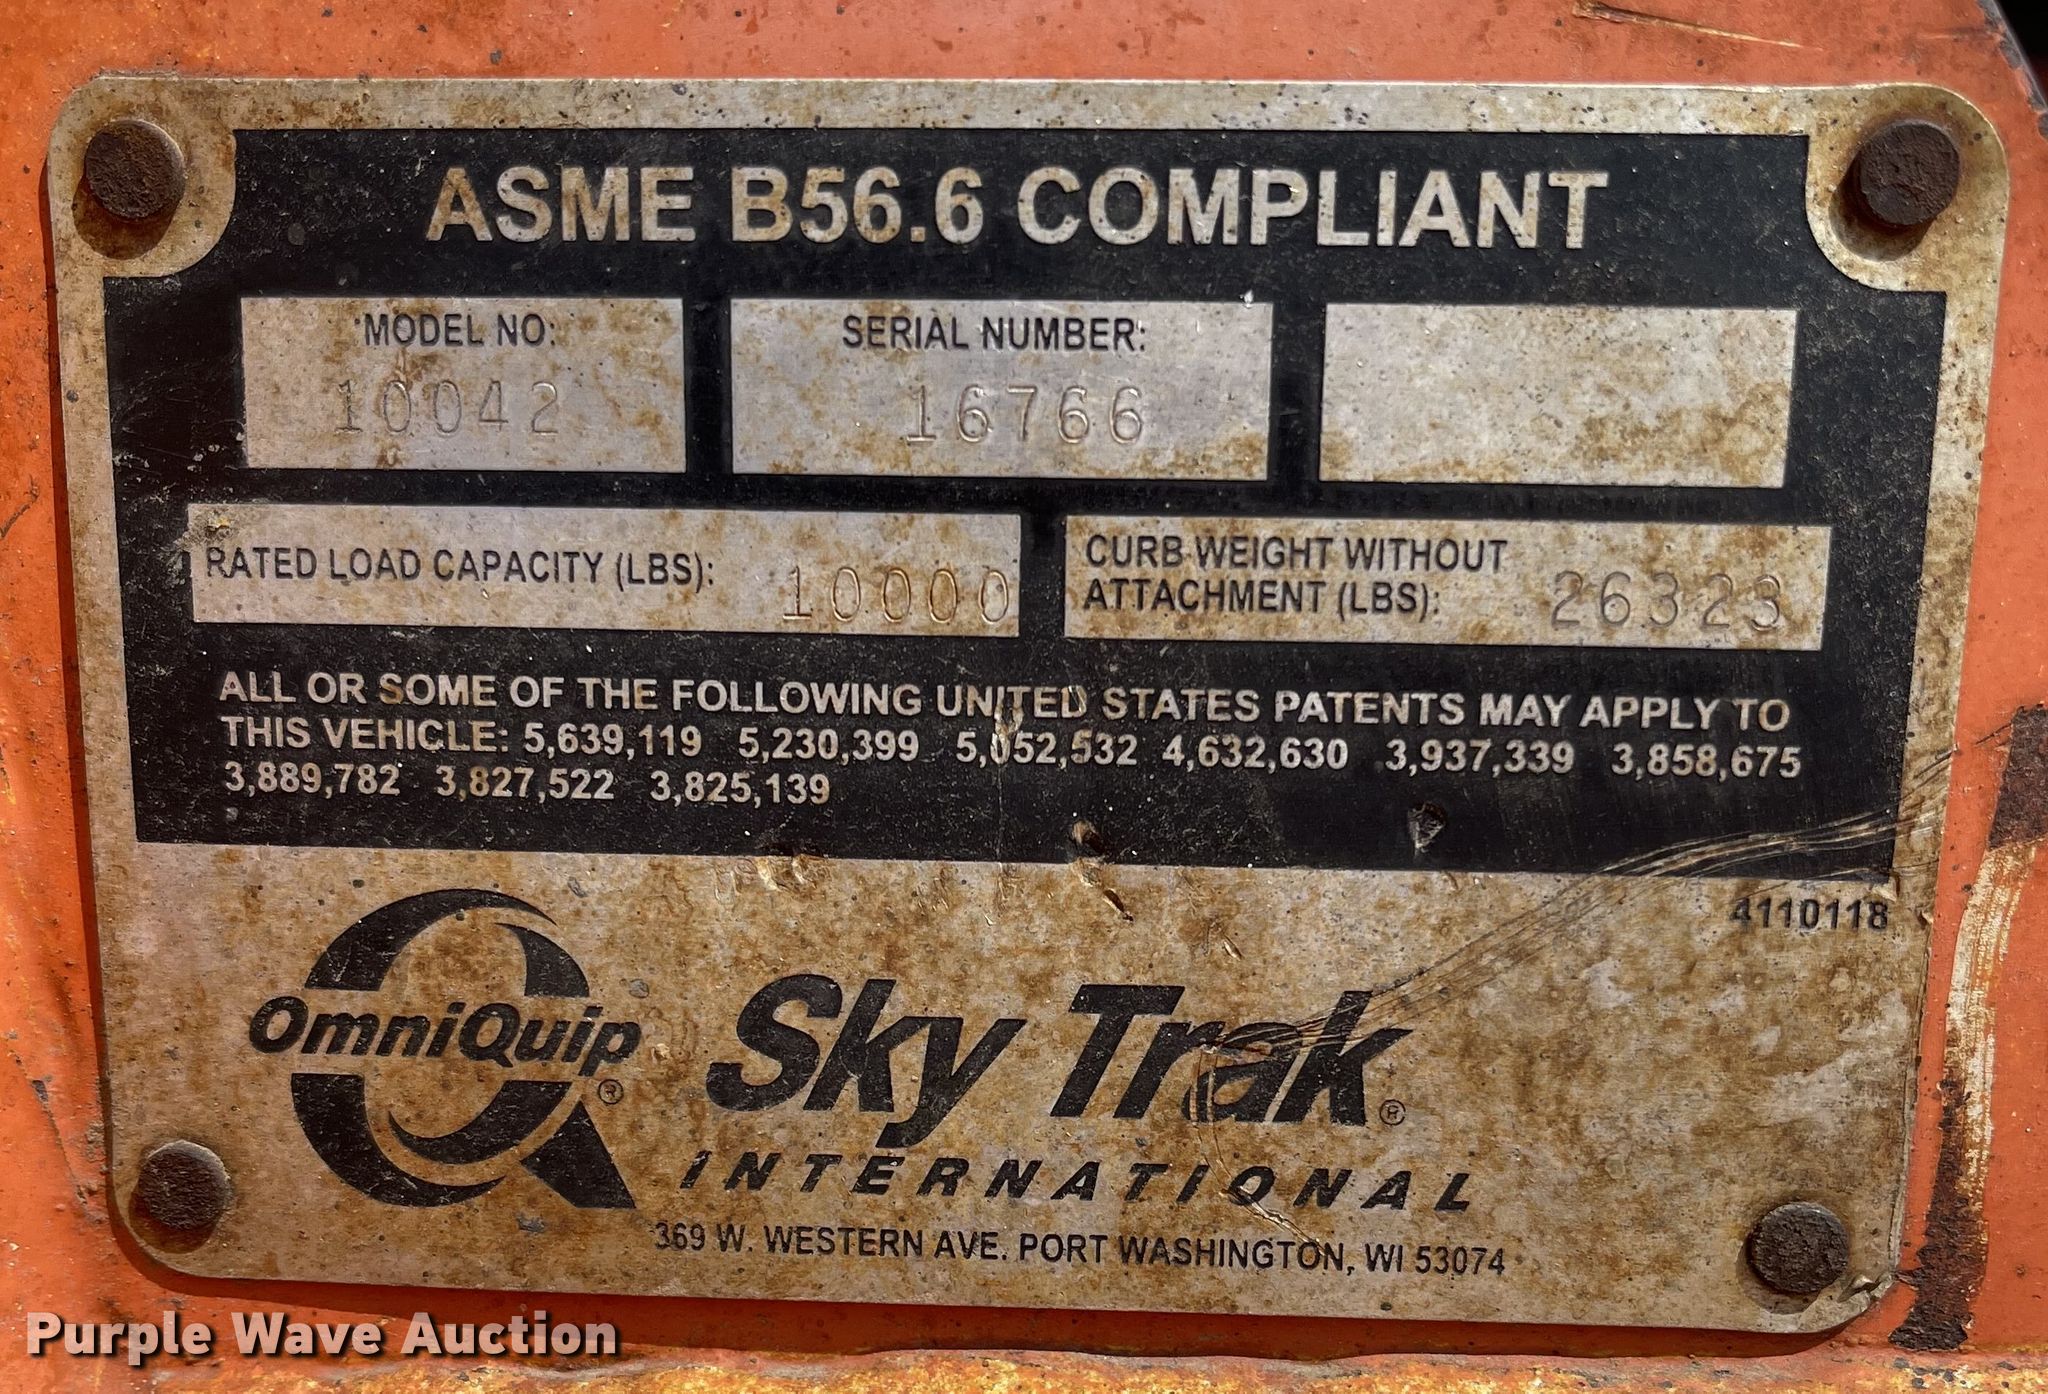 ASME B56.6 COMPLIANT
MODEL NO:
10042
SERIAL NUMBER:
16766
RATED LOAD CAPACITY (LBS): 10000
CURB WEIGHT WITHOUT
ATTACHMENT (LBS): 26323
ALL OR SOME OF THE FOLLOWING UNITED STATES PATENTS MAY APPLY TO
THIS VEHICLE: 5,639,119 5,230,399 5,052,532 4,632,630 3,937,339 3,858,675
3,889,782 3,827,522 3,825,139
4110118
OmniQuip®
Sky Trak®
INTERNATIONAL
369 W. WESTERN AVE. PORT WASHINGTON, WI 53074
Purple Wave Auction